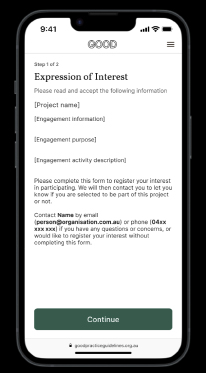 9:41
GOOD
Step 1 of 2
Expression of Interest
Please read and accept the following information
[Project name]
[Engagement information]
[Engagement purpose]
[Engagement activity description]
Please complete this form to register your interest
in participating. We will then contact you to let you
know if you are selected to be part of this project
or not.
Contact Name by email
(person@organisation.com.au) or phone (04xx
xxx xxx) if you have any questions or concerns, or
would like to register your interest without
completing this form.
Continue
goodpracticeguidelines.org.au